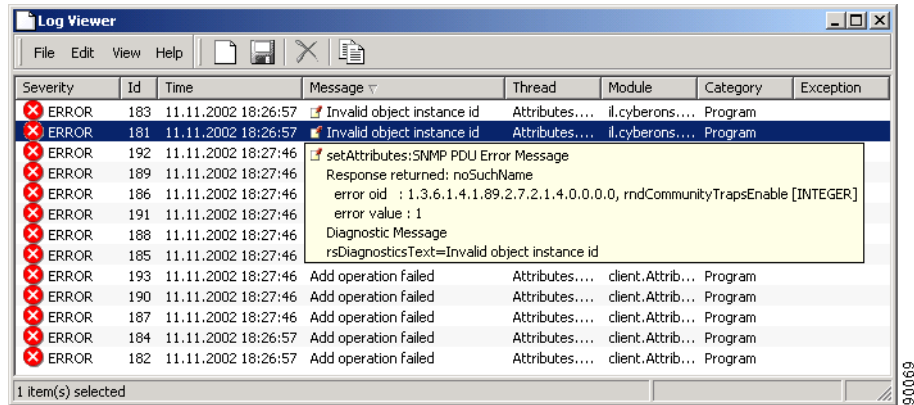 Log Viewer
File Edit View Help
Severity Id Time Message Thread Module Category Exception
ERROR 183 11.11.2002 18:26:57 Invalid object instance id Attributes.... il.cyberons.... Program
ERROR 181 11.11.2002 18:26:57 Invalid object instance id Attributes.... il.cyberons.... Program
ERROR 192 11.11.2002 18:27:46
ERROR 189 11.11.2002 18:27:46
ERROR 186 11.11.2002 18:27:46
ERROR 191 11.11.2002 18:27:46
ERROR 188 11.11.2002 18:27:46
ERROR 185 11.11.2002 18:27:46
setAttributes:SNMP PDU Error Message
Response returned: noSuchName
error oid : 1.3.6.1.4.1.89.2.7.2.1.4.0.0.0.0, rndCommunityTrapsEnable [INTEGER]
error value : 1
Diagnostic Message
rsDiagnosticsText=Invalid object instance id
ERROR 193 11.11.2002 18:27:46 Add operation failed Attributes.... client.Attrib... Program
ERROR 190 11.11.2002 18:27:46 Add operation failed Attributes.... client.Attrib... Program
ERROR 187 11.11.2002 18:27:46 Add operation failed Attributes.... client.Attrib... Program
ERROR 184 11.11.2002 18:26:57 Add operation failed Attributes.... client.Attrib... Program
ERROR 182 11.11.2002 18:26:57 Add operation failed Attributes.... client.Attrib... Program
1 item(s) selected
90069